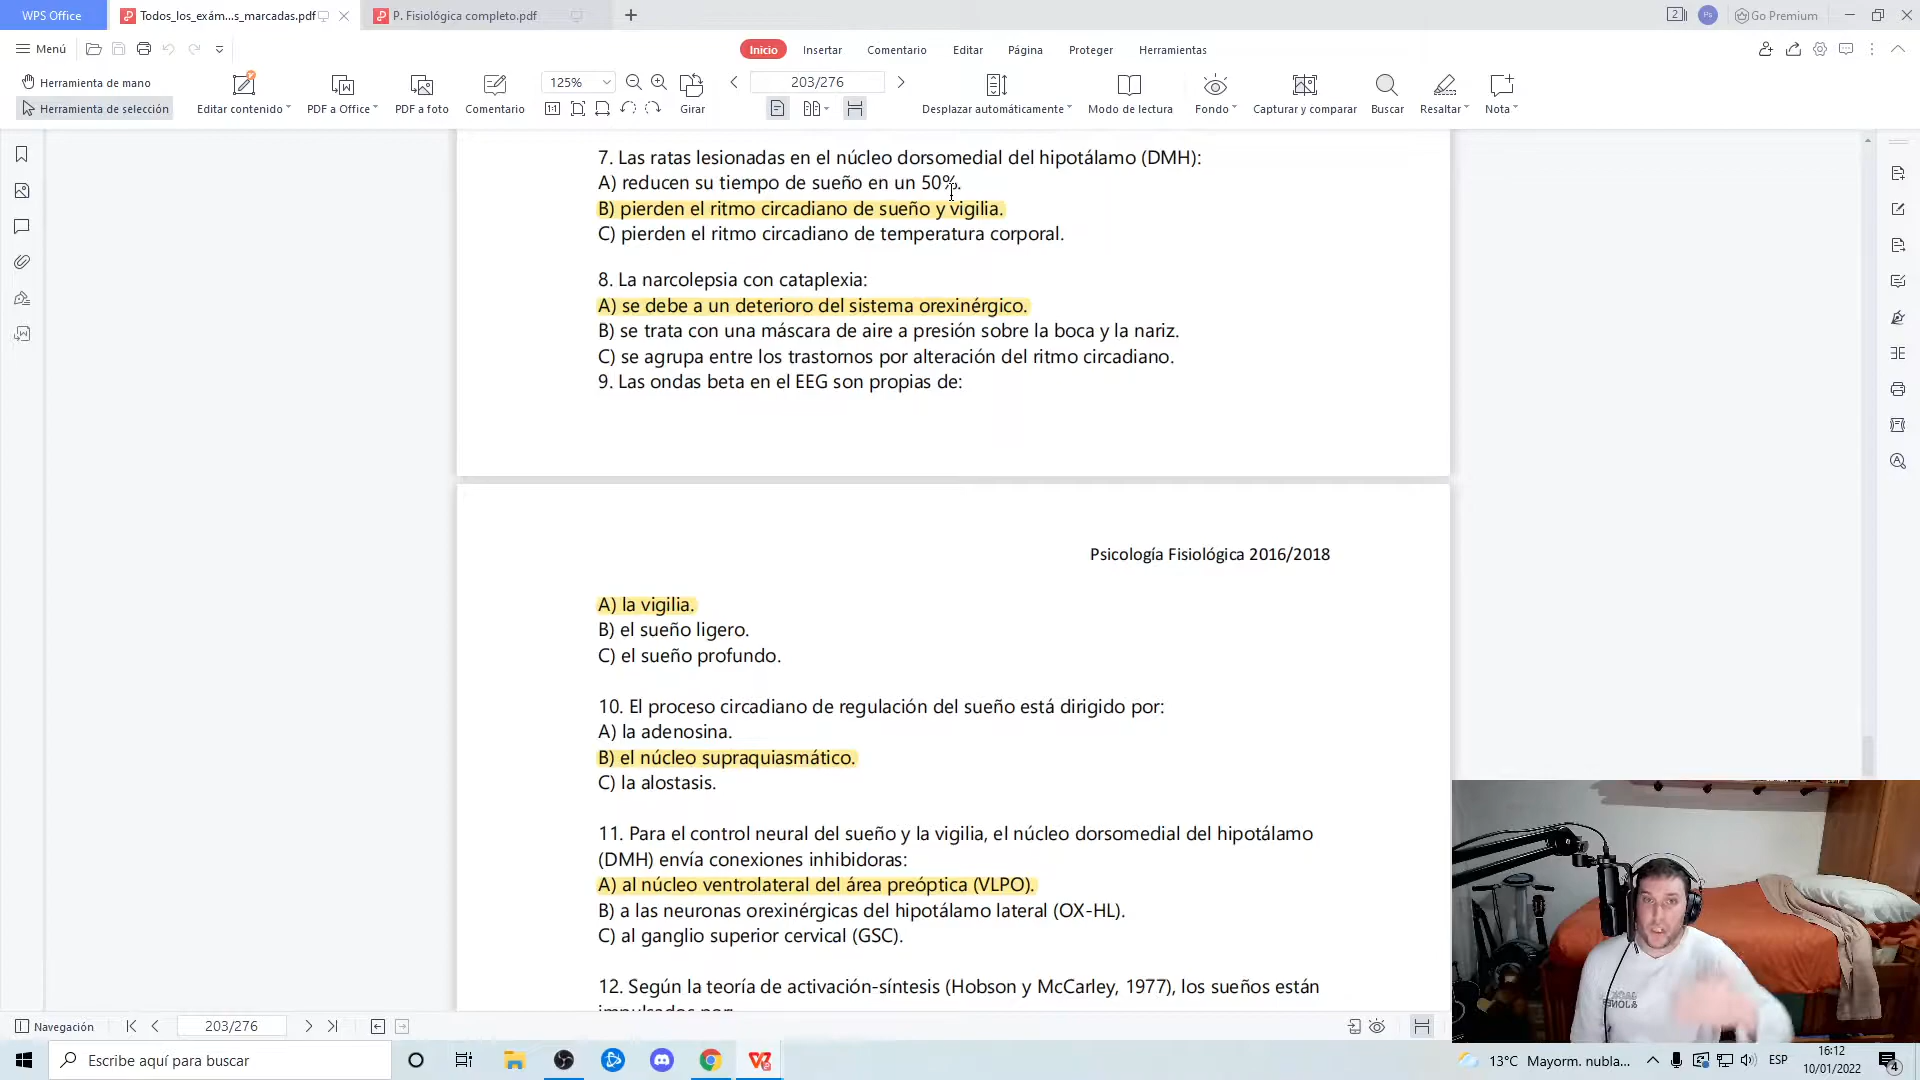 WPS Office
Todos_los_exám...s_marcadas.pdf
P. Fisiológica completo.pdf
2
Ps
Go Premium
Menú
Inicio
Insertar
Comentario
Editar
Página
Proteger
Herramientas
Herramienta de mano
Herramienta de selección
Editar contenido
PDF a Office
PDF a foto
Comentario
125%
Girar
203/276
Desplazar automáticamente
Modo de lectura
Fondo
Capturar y comparar
Buscar
Resaltar
Nota
7. Las ratas lesionadas en el núcleo dorsomedial del hipotálamo (DMH):
A) reducen su tiempo de sueño en un 50%.
B) pierden el ritmo circadiano de sueño y vigilia.
C) pierden el ritmo circadiano de temperatura corporal.
8. La narcolepsia con cataplexia:
A) se debe a un deterioro del sistema orexinérgico.
B) se trata con una máscara de aire a presión sobre la boca y la nariz.
C) se agrupa entre los trastornos por alteración del ritmo circadiano.
9. Las ondas beta en el EEG son propias de:
Psicología Fisiológica 2016/2018
A) la vigilia.
B) el sueño ligero.
C) el sueño profundo.
10. El proceso circadiano de regulación del sueño está dirigido por:
A) la adenosina.
B) el núcleo supraquiasmático.
C) la alostasis.
11. Para el control neural del sueño y la vigilia, el núcleo dorsomedial del hipotálamo
(DMH) envía conexiones inhibidoras:
A) al núcleo ventrolateral del área preóptica (VLPO).
B) a las neuronas orexinérgicas del hipotálamo lateral (OX-HL).
C) al ganglio superior cervical (GSC).
12. Según la teoría de activación-síntesis (Hobson y McCarley, 1977), los sueños están
impulsados por:
Navegación
203/276
Escribe aquí para buscar
13°C Mayorm. nubla...
ESP
16:12
10/01/2022
4